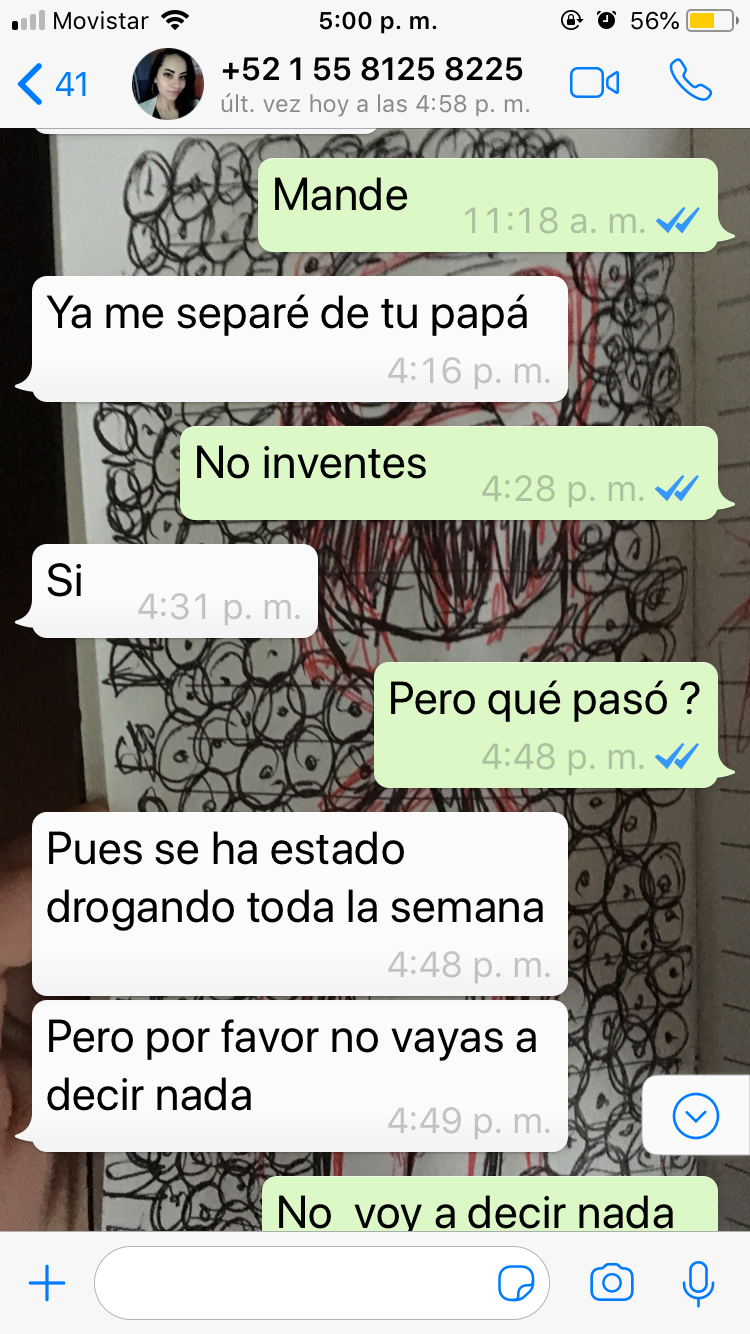 Movistar 5:00 p. m. 56%
41 +52 1 55 8125 8225
últ. vez hoy a las 4:58 p. m.
Mande
11:18 a. m.
Ya me separé de tu papá
4:16 p. m.
No inventes
4:28 p. m.
Si
4:31 p. m.
Pero qué pasó ?
4:48 p. m.
Pues se ha estado
drogando toda la semana
4:48 p. m.
Pero por favor no vayas a
decir nada
4:49 p. m.
No voy a decir nada